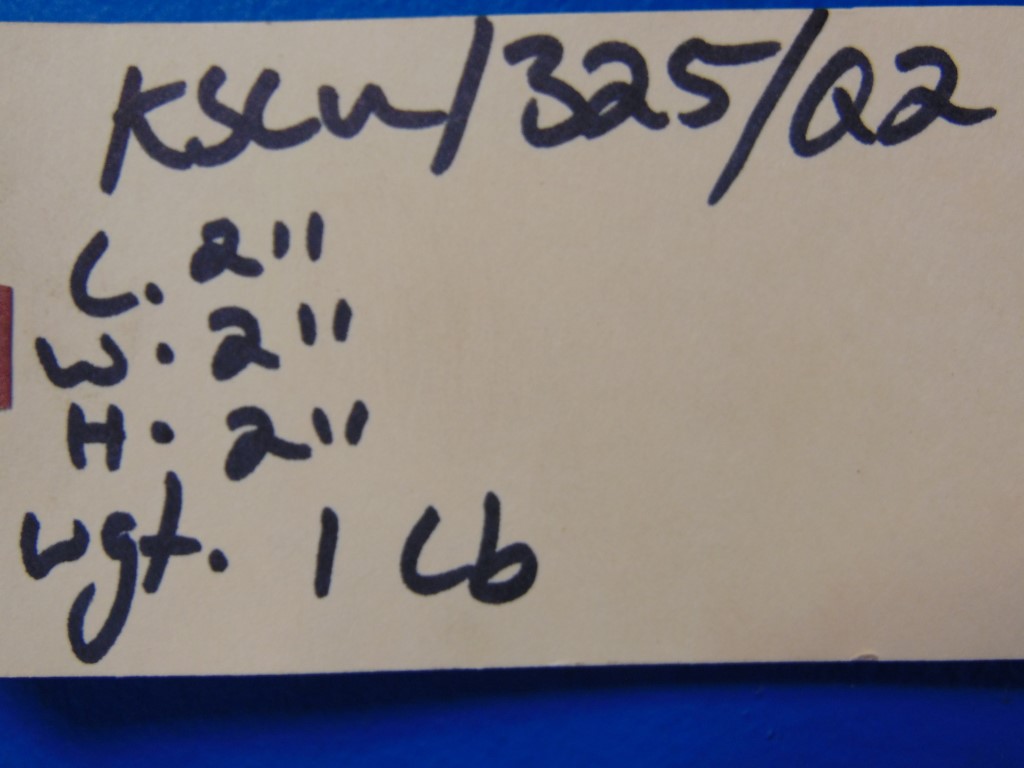 KSCU/325/Q2
L. 2"
W. 2"
H. 2"
wgt. 1 Lb